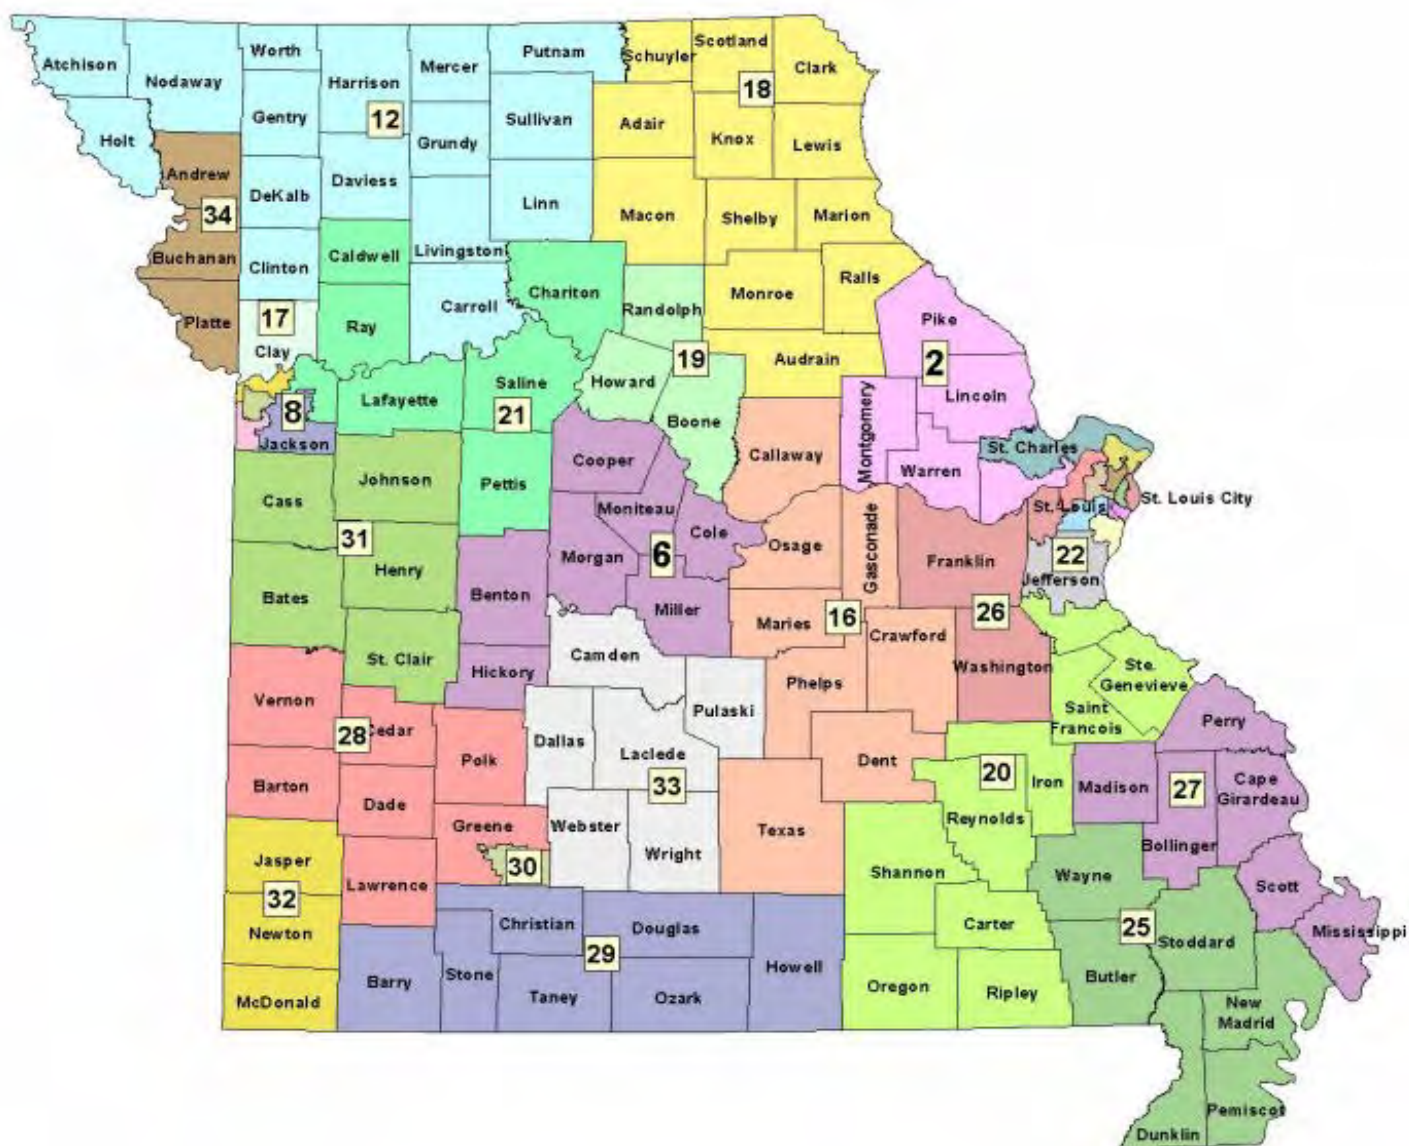 Atchison
Nodaway
Worth
Harrison
Mercer
Putnam
Schuyler
Scotland
Clark
18
Holt
Gentry
12
Grundy
Sullivan
Adair
Knox
Lewis
Andrew
DeKalb
Daviess
Linn
Macon
Shelby
Marion
34
Buchanan
Clinton
Caldwell
Livingston
Chariton
Randolph
Monroe
Ralls
Platte
17
Clay
Ray
Carroll
Pike
2
Lincoln
8
Jackson
Lafayette
Saline
21
Howard
19
Boone
Audrain
Montgomery
Warren
St. Charles
Cass
Johnson
Pettis
Cooper
Moniteau
Callaway
St. Louis
St. Louis City
31
Henry
Bates
Benton
Morgan
Cole
6
Miller
Osage
Gasconade
Franklin
22
Jefferson
St. Clair
Hickory
Camden
Maries
16
Crawford
26
Washington
Ste.
Genevieve
Saint
Francois
Perry
Vernon
28
Cedar
Polk
Dallas
Laclede
Pulaski
Phelps
Dent
33
Barton
Dade
Greene
30
Webster
Wright
Texas
20
Iron
Reynolds
Madison
27
Cape
Girardeau
Bollinger
Jasper
32
Lawrence
Shannon
Wayne
Scott
Newton
Christian
Douglas
29
Howell
Carter
25
Stoddard
Mississippi
McDonald
Barry
Stone
Taney
Ozark
Oregon
Ripley
Butler
New
Madrid
Pemiscot
Dunklin